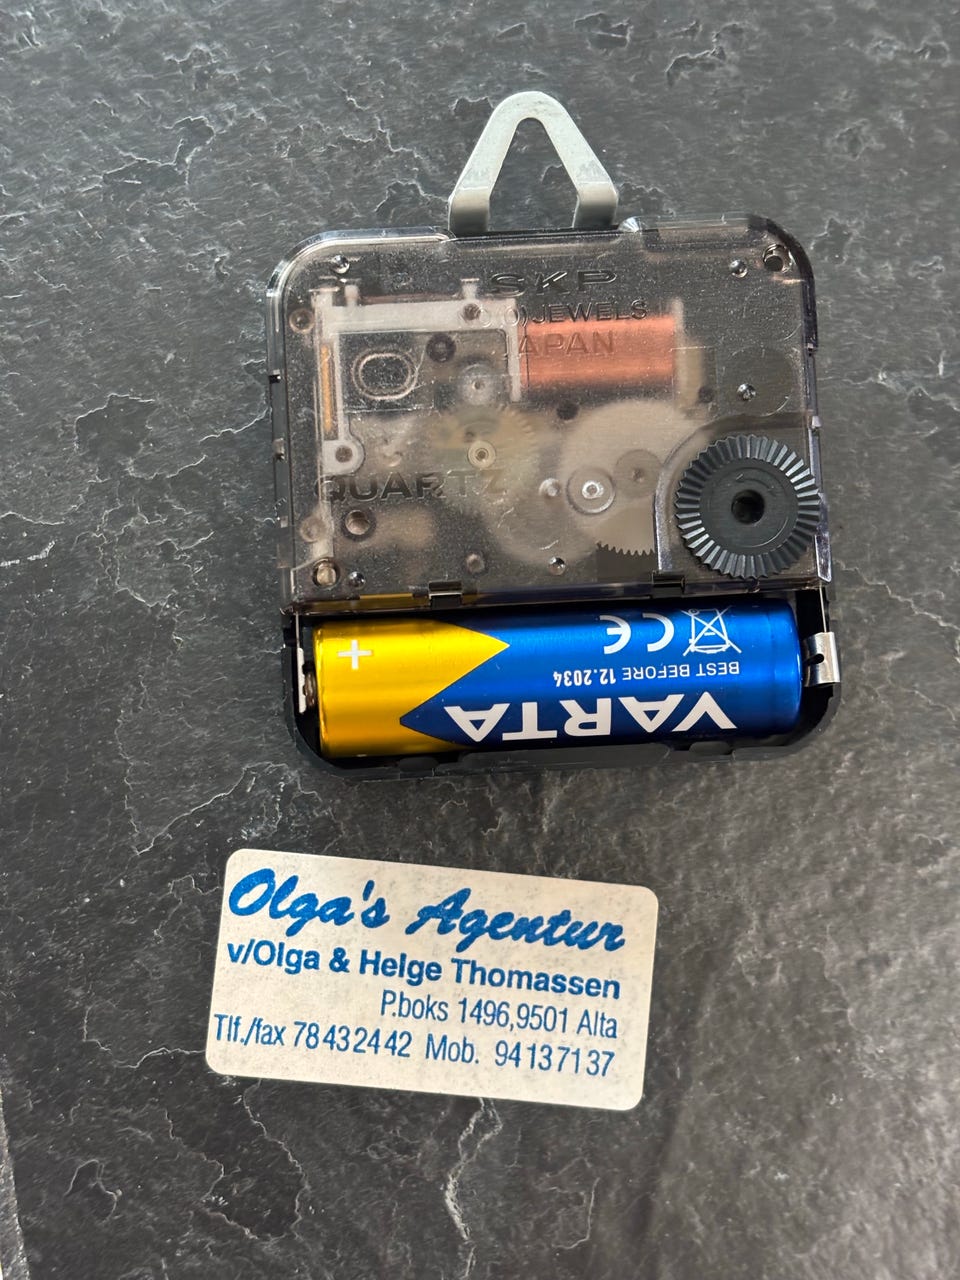 SKP
(0)JEWELS
JAPAN
QUARTZ
+
CE
BEST BEFORE 12.2034
VARTA
Olga's Agentur
v/Olga & Helge Thomassen
P.boks 1496,9501 Alta
Tlf./fax 78432442 Mob. 94137137